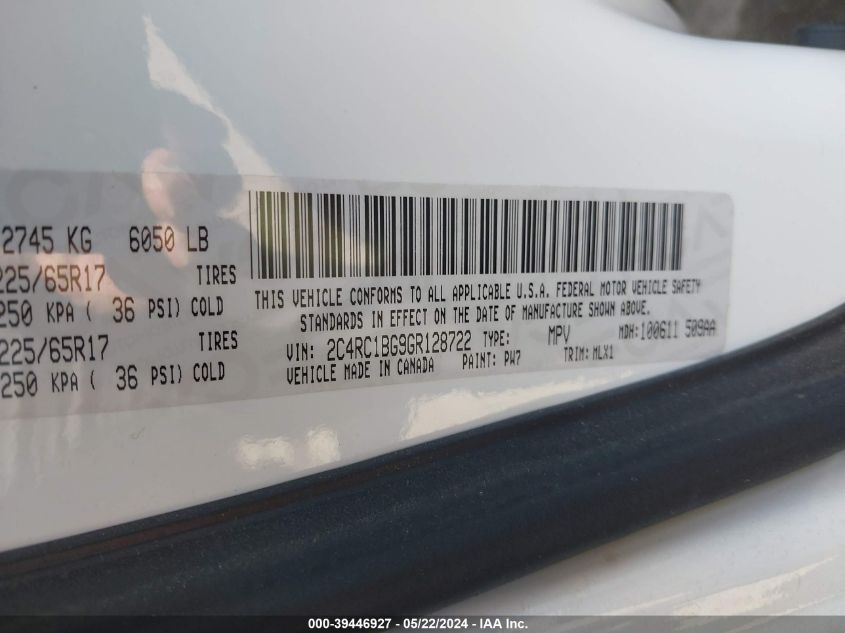 2745 KG 6050 LB
225/65R17 TIRES
250 KPA ( 36 PSI) COLD
225/65R17 TIRES
250 KPA ( 36 PSI) COLD
THIS VEHICLE CONFORMS TO ALL APPLICABLE U.S.A. FEDERAL MOTOR VEHICLE SAFETY
STANDARDS IN EFFECT ON THE DATE OF MANUFACTURE SHOWN ABOVE.
VIN: 2C4RC1BG9GR128722 TYPE: MPV MDH:100611 509AA
VEHICLE MADE IN CANADA PAINT: PW7 TRIM: MLX1
000-39446927 - 05/22/2024 - IAA Inc.